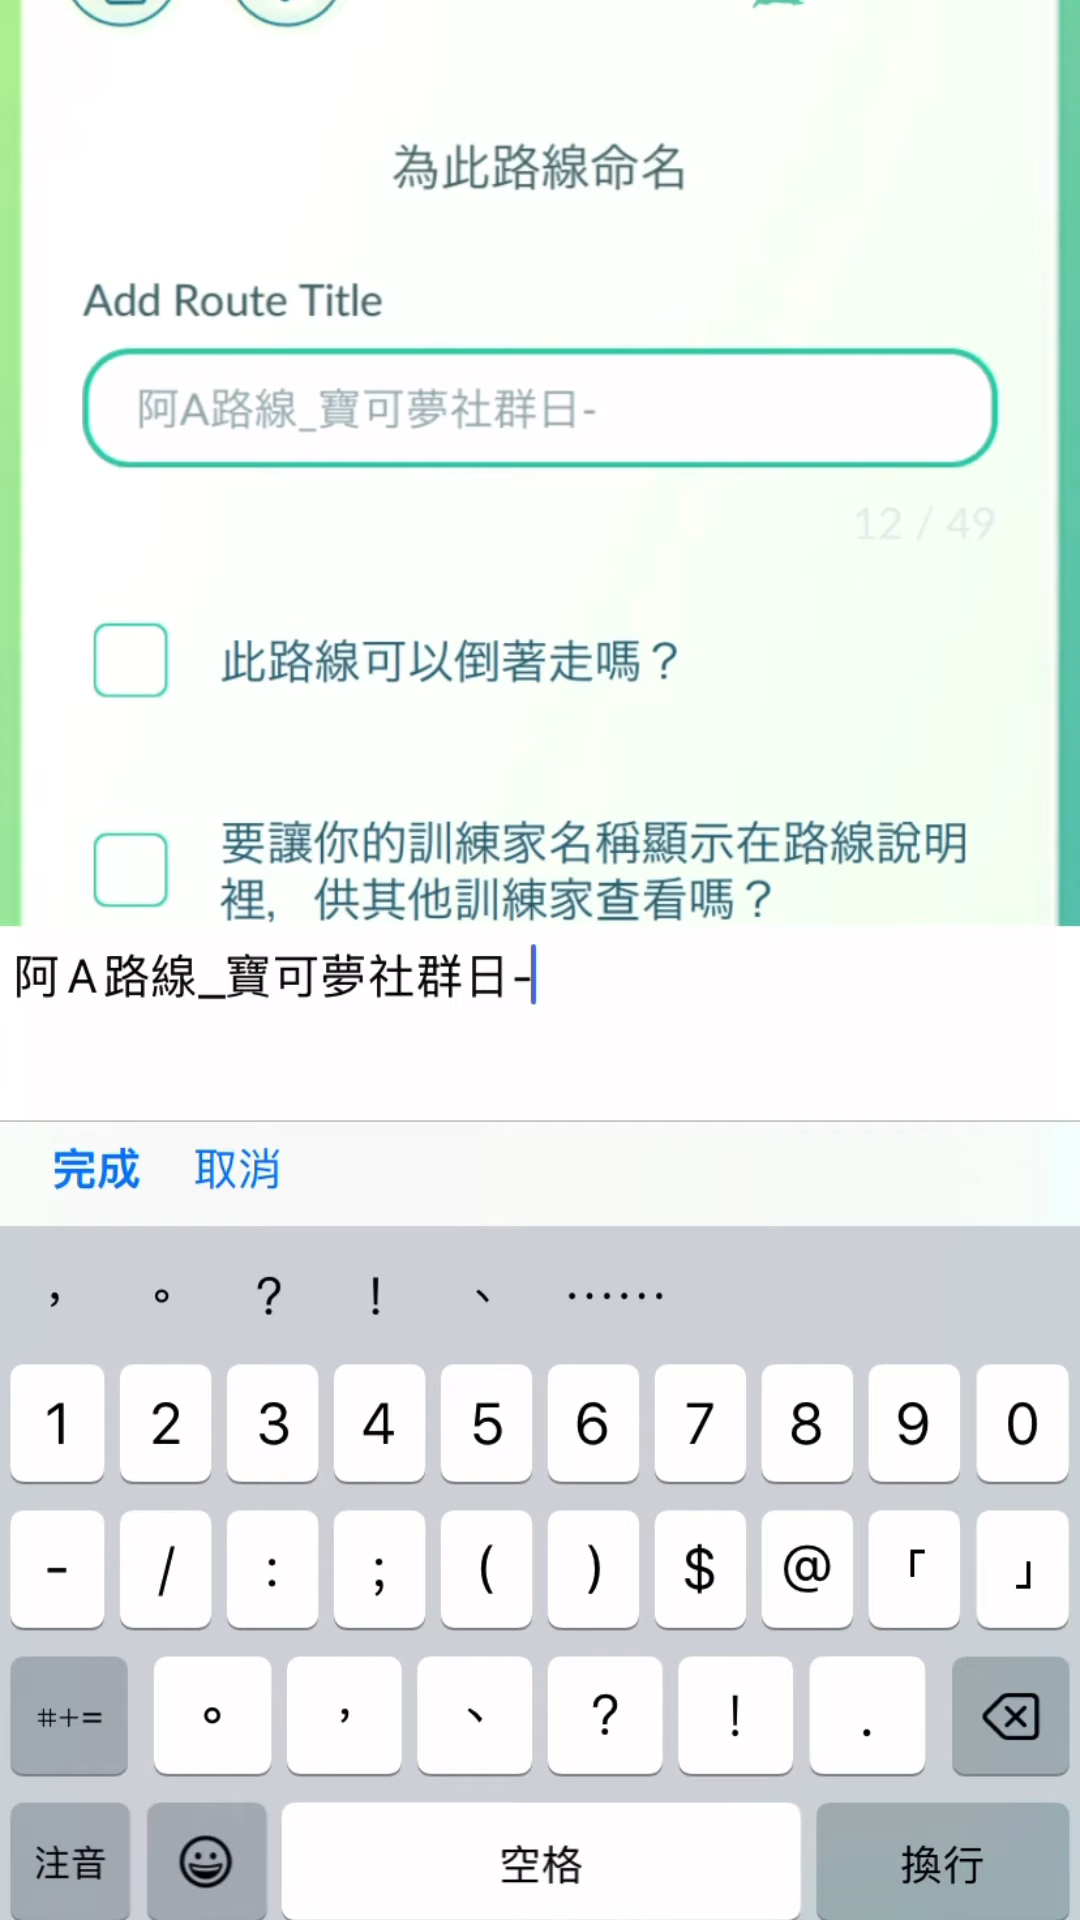 為此路線命名
Add Route Title
阿A路線_寶可夢社群日-
12 / 49
此路線可以倒著走嗎？
要讓你的訓練家名稱顯示在路線說明
裡，供其他訓練家查看嗎？
阿A路線_寶可夢社群日-
完成 取消
， 。 ? ! 、 ⋯⋯
1 2 3 4 5 6 7 8 9 0
- / : ; ( ) $ @ 「 」
#+= 。 ， 、 ? ! .
注音 空格 換行